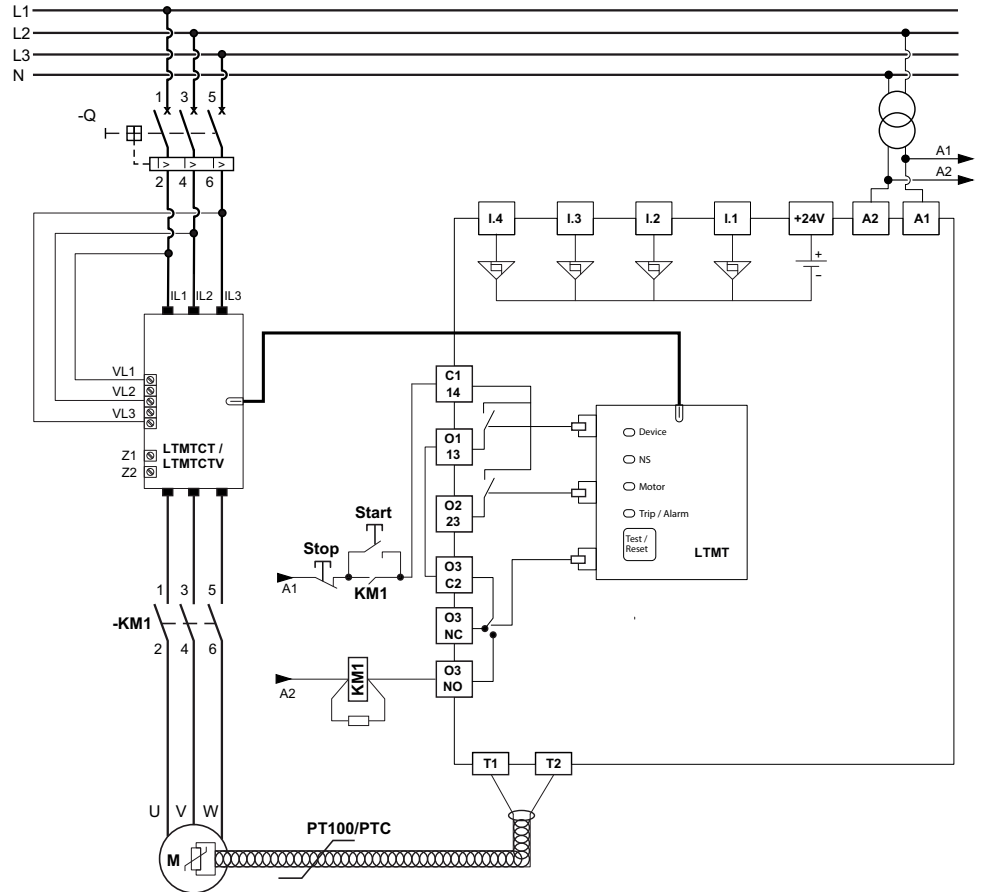 L1
L2
L3
N
1 3 5
-Q
I> I> I>
2 4 6
A1
A2
I.4 I.3 I.2 I.1 +24V A2 A1
+
−
IL1 IL2 IL3
VL1
VL2
VL3
Z1
Z2
LTMTCT /
LTMTCTV
C1
14
O1
13
O2
23
O3
C2
O3
NC
O3
NO
Device
NS
Motor
Trip / Alarm
Test /
Reset
LTMT
Start
Stop
A1
KM1
1 3 5
-KM1
2 4 6
KM1
A2
T1 T2
U V W
M
PT100/PTC